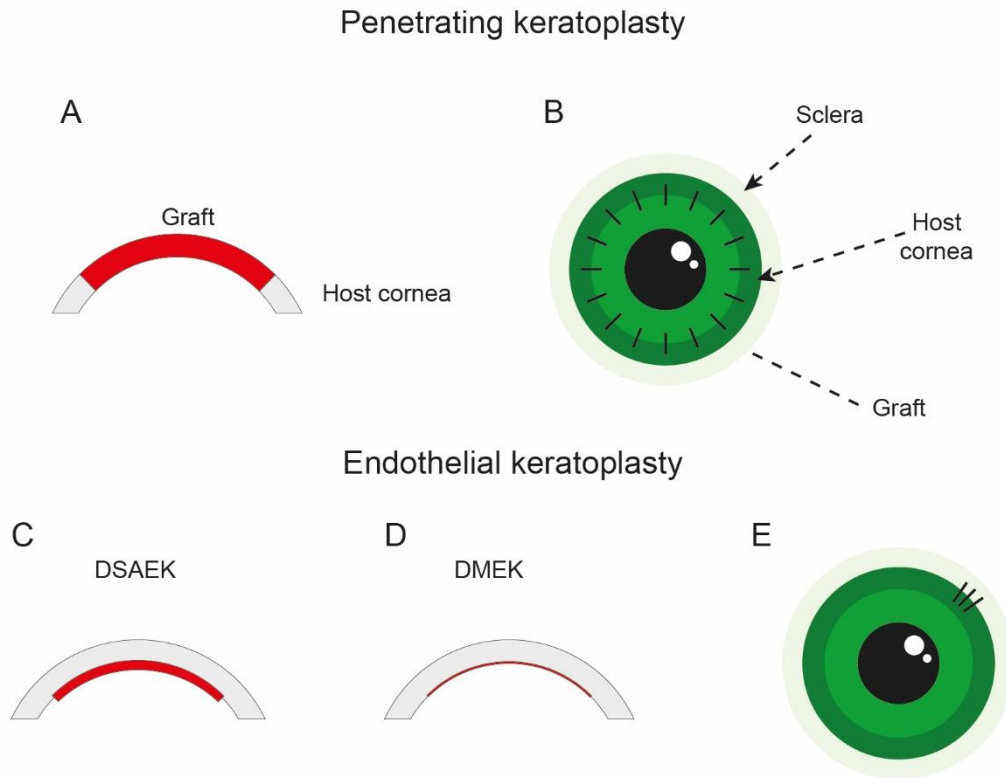 Penetrating keratoplasty
A
B
Sclera
Graft
Host cornea
Host
cornea
Graft
Endothelial keratoplasty
C
D
E
DSAEK
DMEK